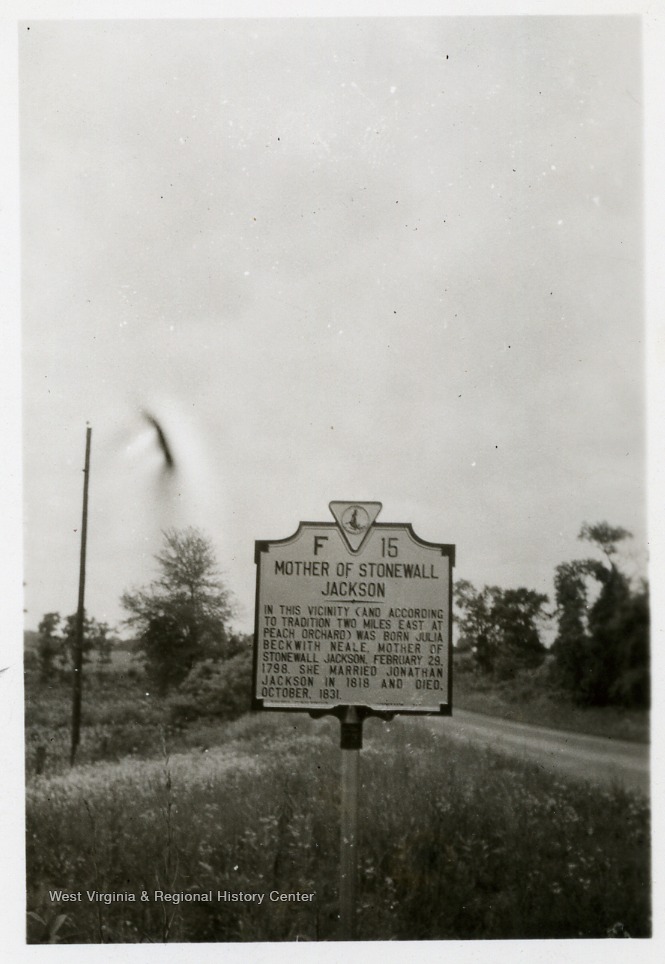 F 15
MOTHER OF STONEWALL
JACKSON
IN THIS VICINITY (AND ACCORDING
TO TRADITION TWO MILES EAST AT
PEACH ORCHARD) WAS BORN JULIA
BECKWITH NEALE, MOTHER OF
STONEWALL JACKSON, FEBRUARY 29,
1798. SHE MARRIED JONATHAN
JACKSON IN 1818 AND DIED,
OCTOBER, 1831.
West Virginia & Regional History Center